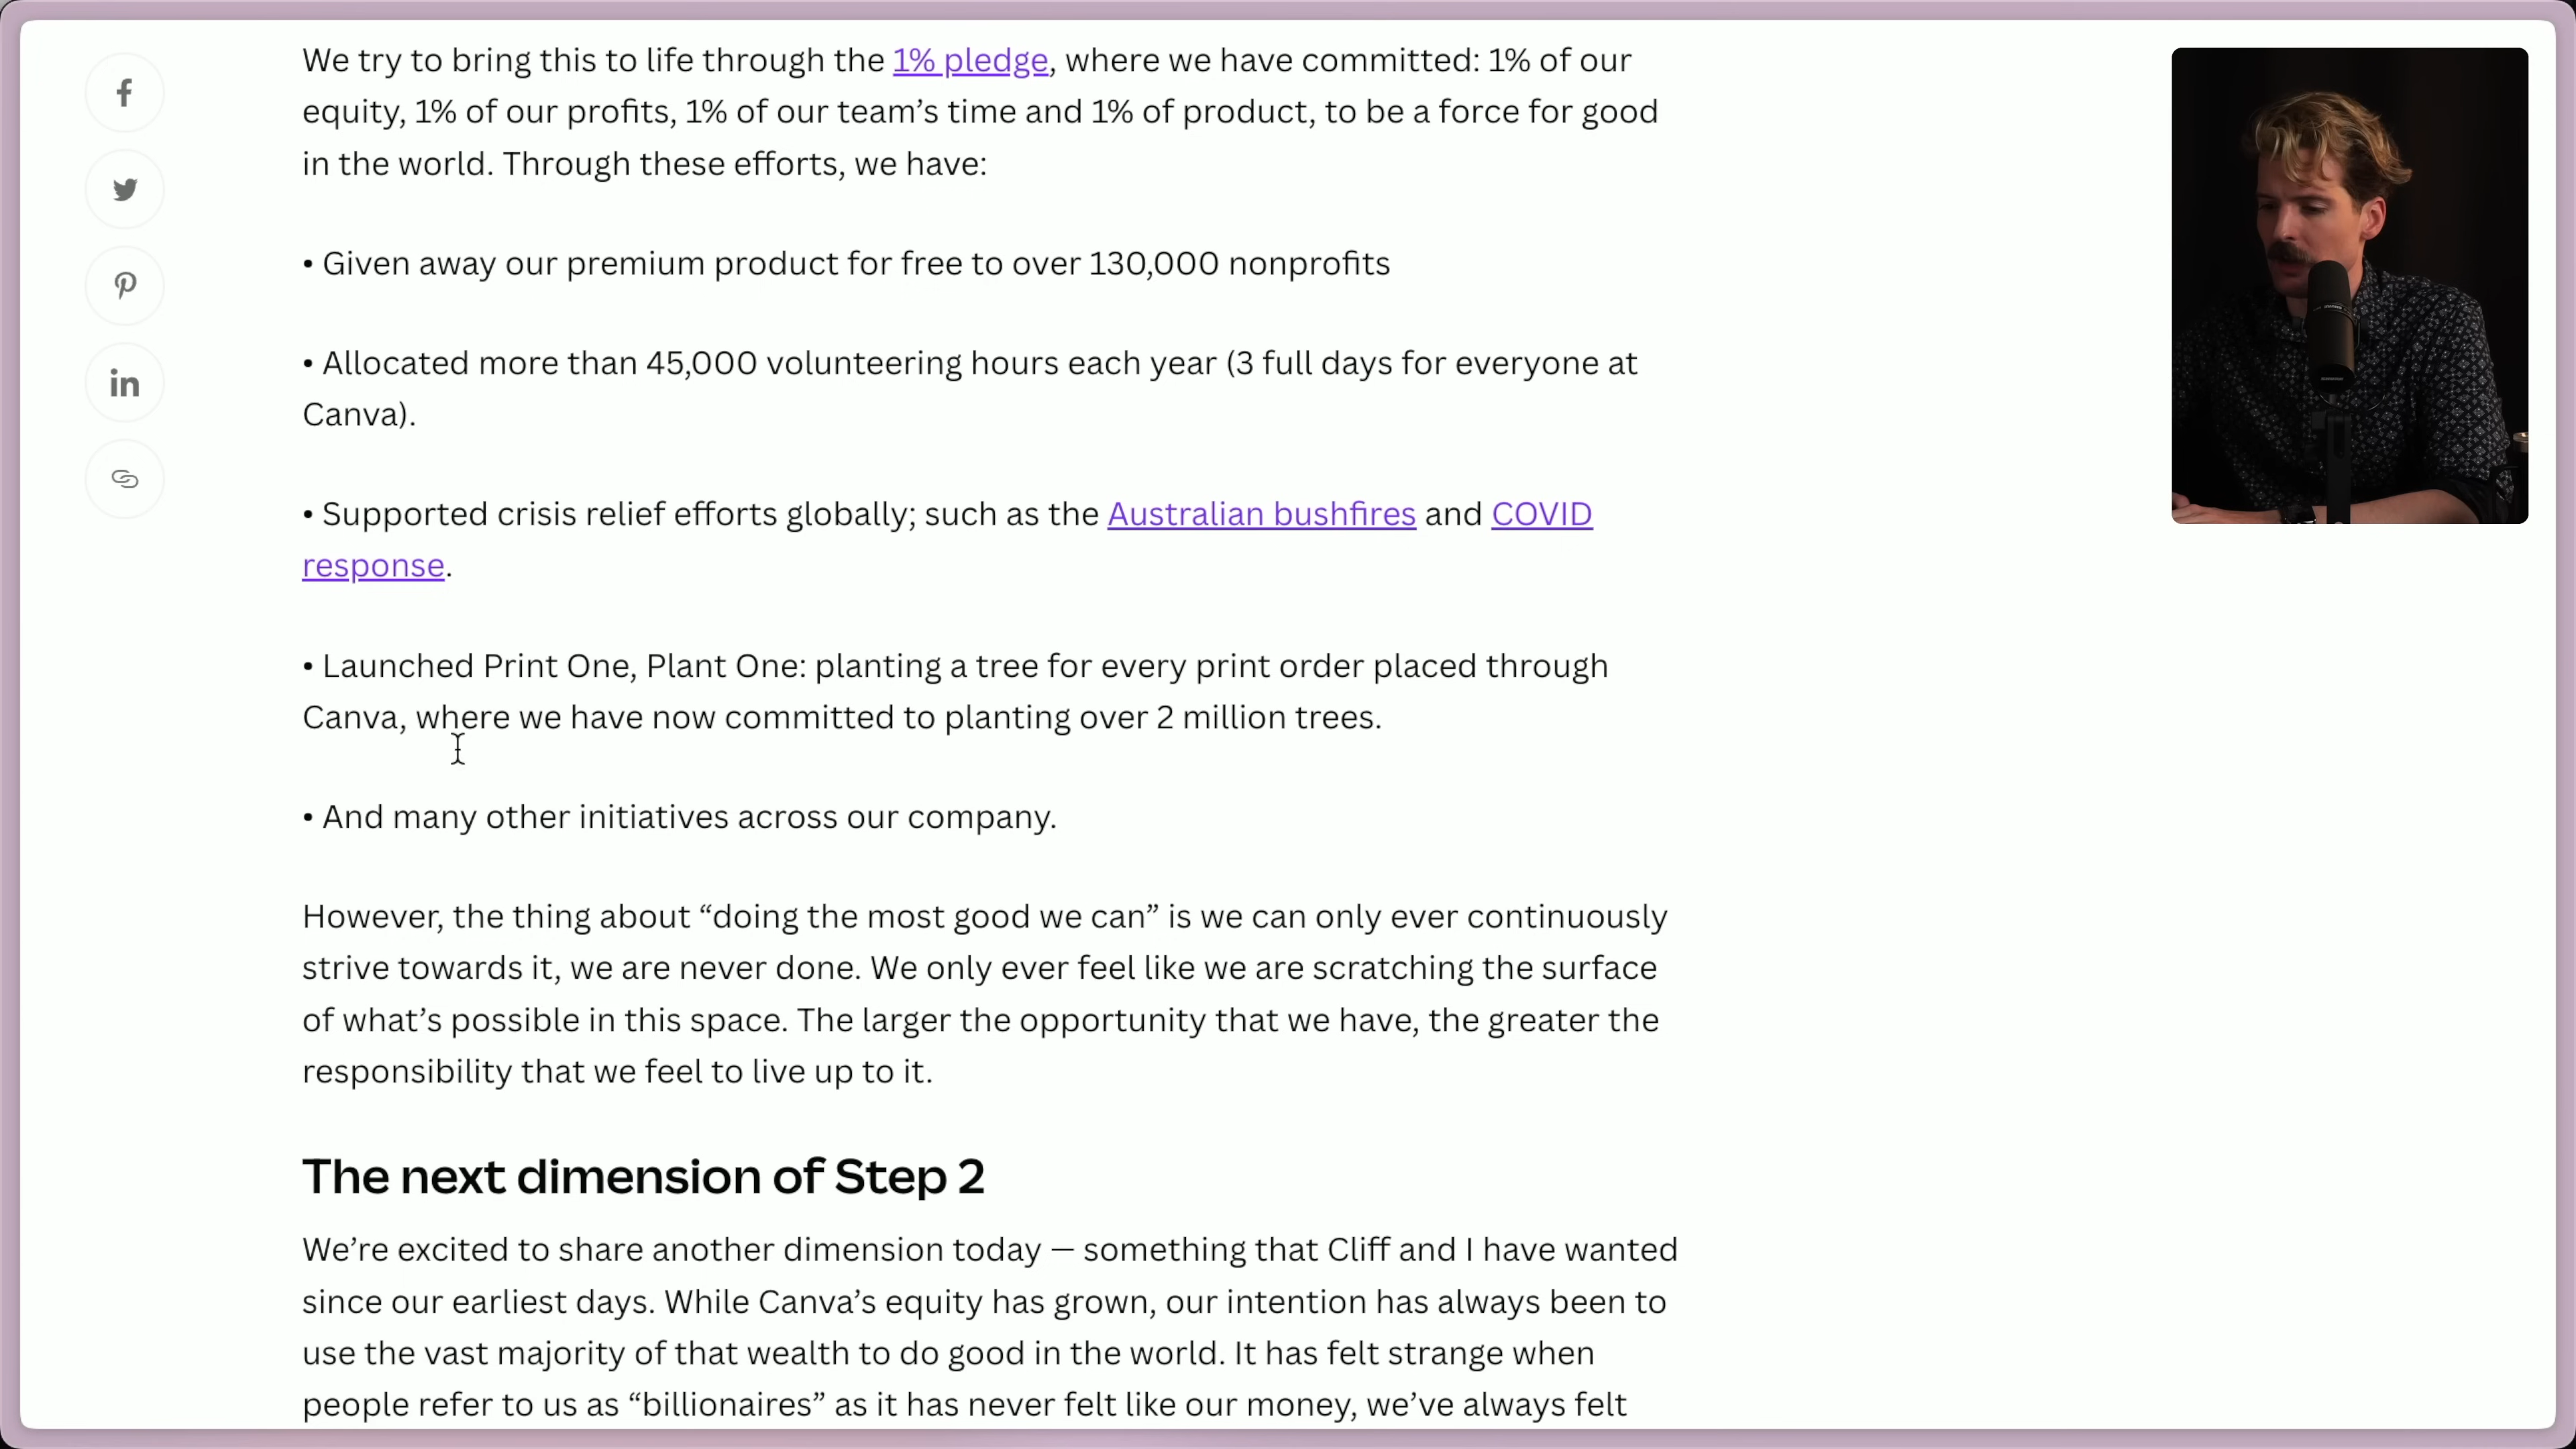 We try to bring this to life through the 1% pledge, where we have committed: 1% of our
equity, 1% of our profits, 1% of our team’s time and 1% of product, to be a force for good
in the world. Through these efforts, we have:
• Given away our premium product for free to over 130,000 nonprofits
• Allocated more than 45,000 volunteering hours each year (3 full days for everyone at
Canva).
• Supported crisis relief efforts globally; such as the Australian bushfires and COVID
response.
• Launched Print One, Plant One: planting a tree for every print order placed through
Canva, where we have now committed to planting over 2 million trees.
• And many other initiatives across our company.
However, the thing about “doing the most good we can” is we can only ever continuously
strive towards it, we are never done. We only ever feel like we are scratching the surface
of what’s possible in this space. The larger the opportunity that we have, the greater the
responsibility that we feel to live up to it.
The next dimension of Step 2
We’re excited to share another dimension today — something that Cliff and I have wanted
since our earliest days. While Canva’s equity has grown, our intention has always been to
use the vast majority of that wealth to do good in the world. It has felt strange when
people refer to us as “billionaires” as it has never felt like our money, we’ve always felt